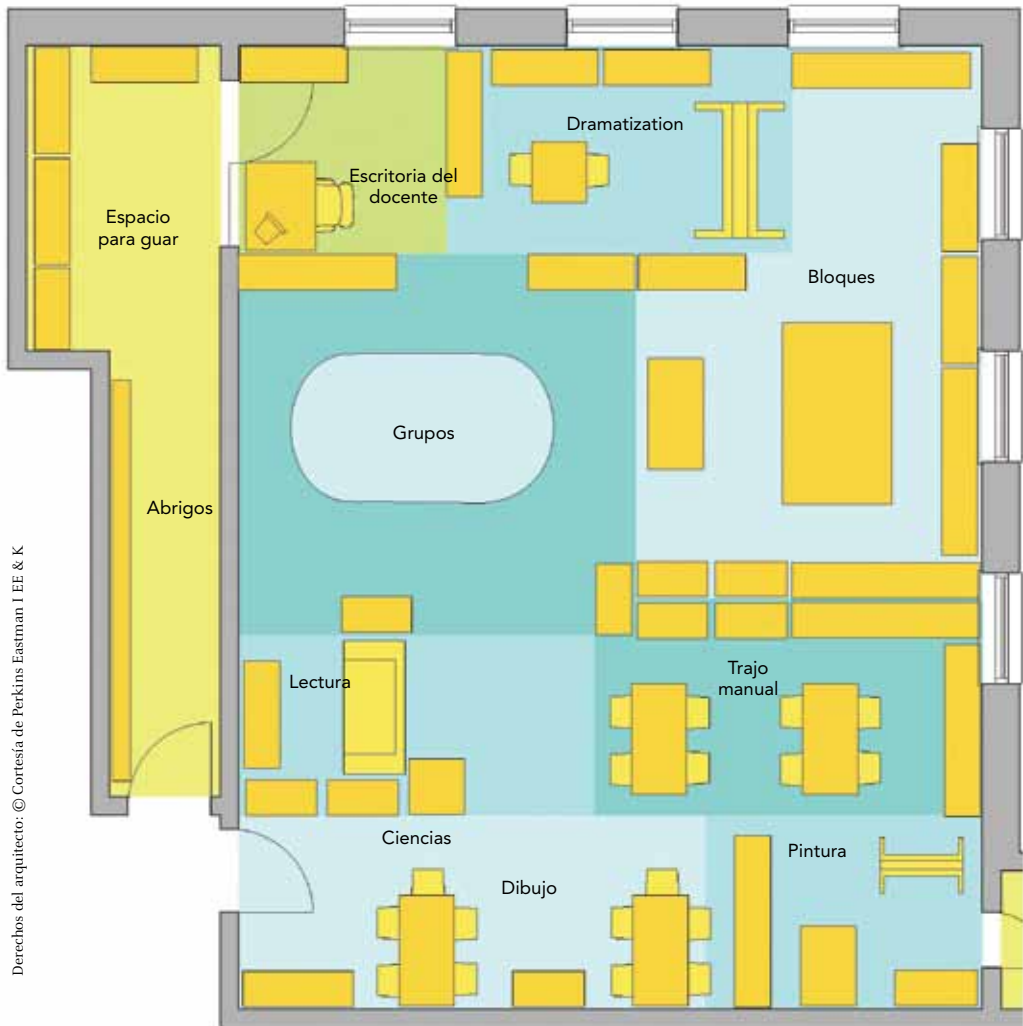 Dramatization
Escritoria del
docente
Espacio
para guar
Bloques
Grupos
Abrigos
Lectura
Trajo
manual
Ciencias
Pintura
Dibujo
Derechos del arquitecto: © Cortesía de Perkins Eastman I EE & K